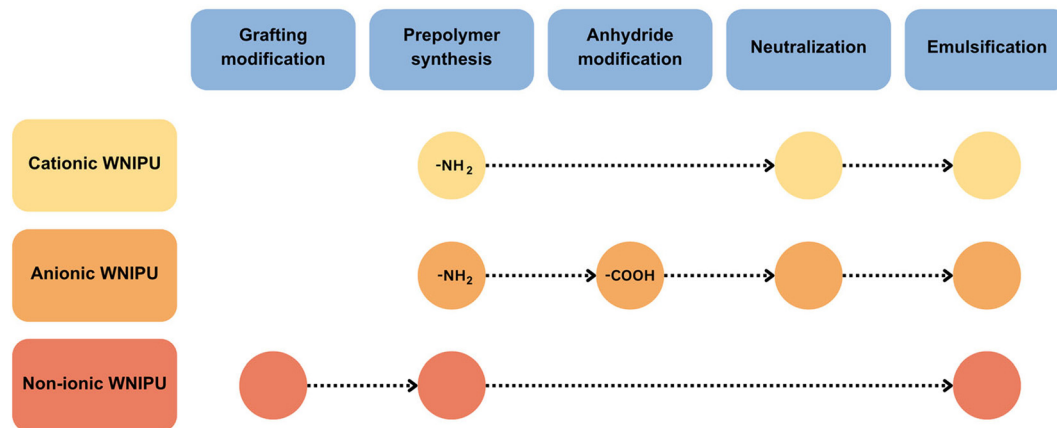 Grafting
modification
Prepolymer
synthesis
Anhydride
modification
Neutralization
Emulsification
Cationic WNIPU
-NH₂
Anionic WNIPU
-NH₂
-COOH
Non-ionic WNIPU